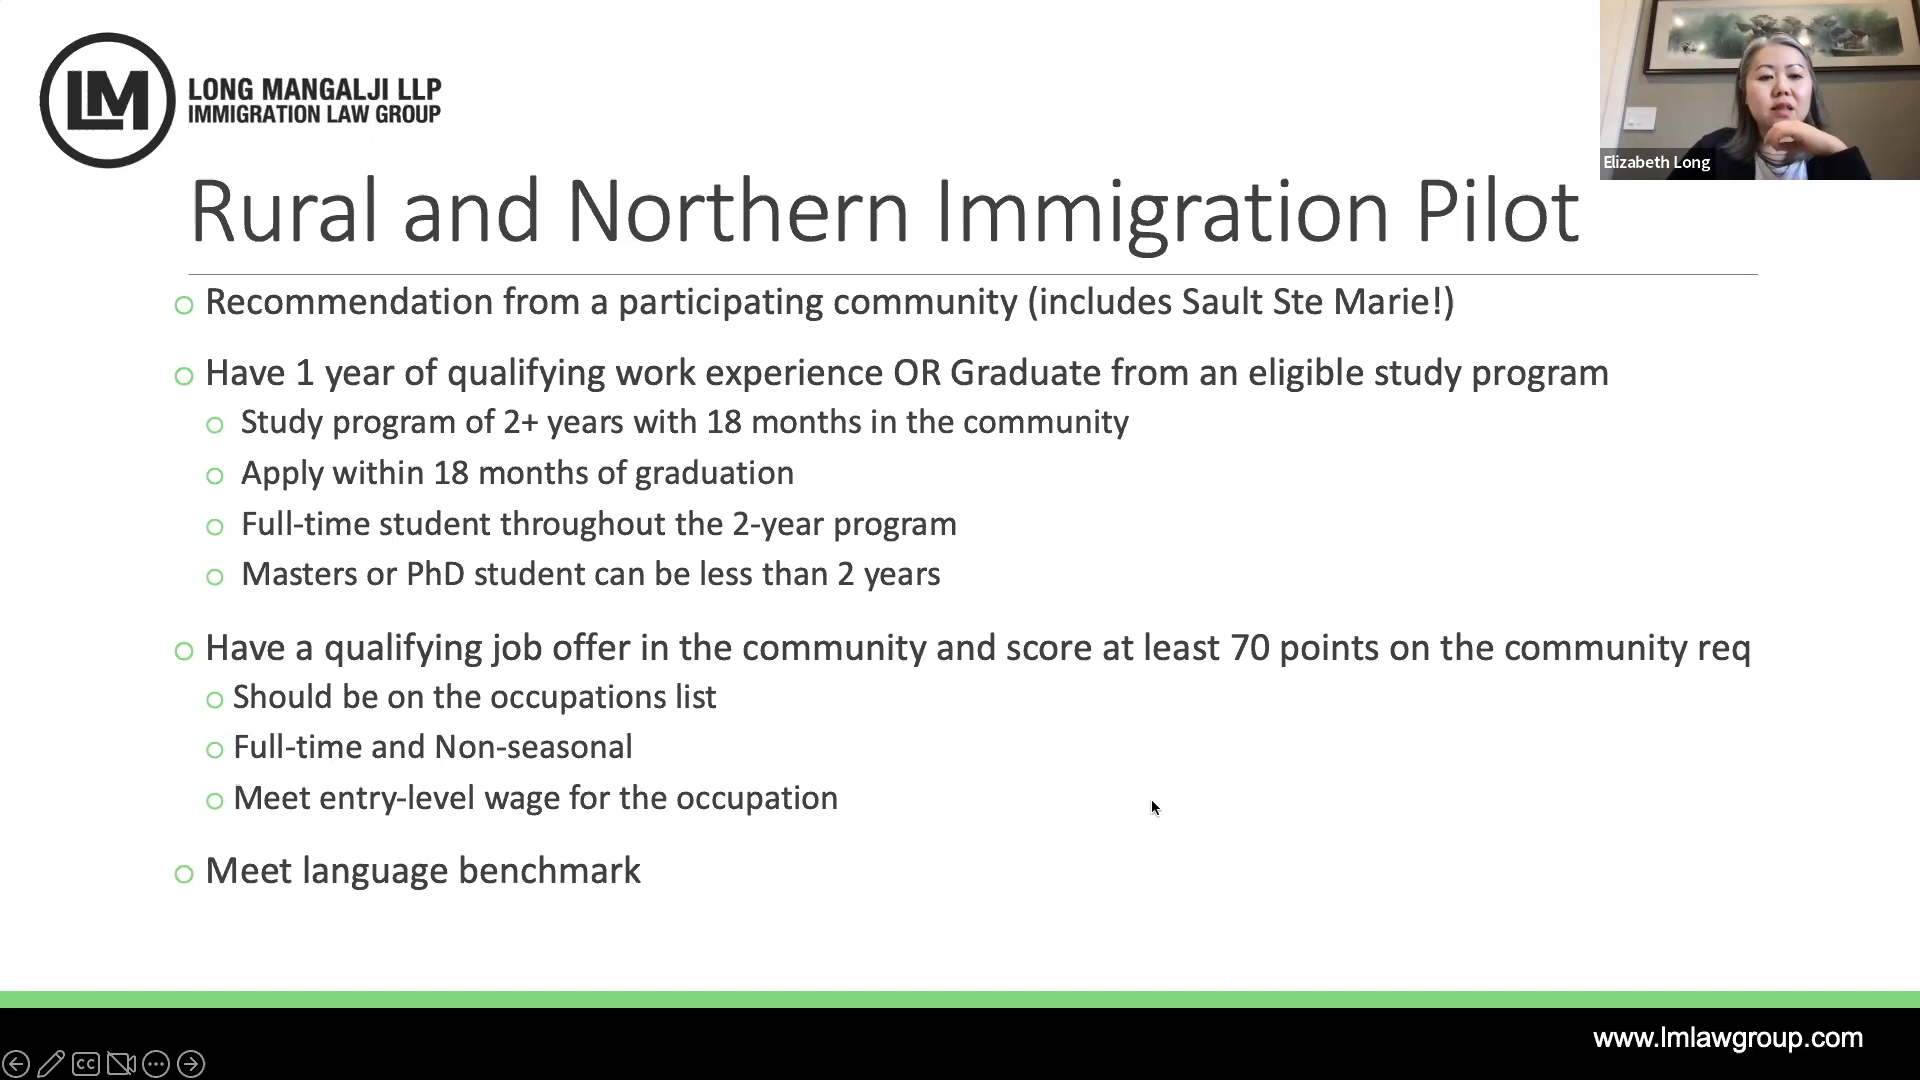 LM
LONG MANGALJI LLP
IMMIGRATION LAW GROUP
Elizabeth Long
Rural and Northern Immigration Pilot
Recommendation from a participating community (includes Sault Ste Marie!)
Have 1 year of qualifying work experience OR Graduate from an eligible study program
Study program of 2+ years with 18 months in the community
Apply within 18 months of graduation
Full-time student throughout the 2-year program
Masters or PhD student can be less than 2 years
Have a qualifying job offer in the community and score at least 70 points on the community req
Should be on the occupations list
Full-time and Non-seasonal
Meet entry-level wage for the occupation
Meet language benchmark
www.lmlawgroup.com
CC